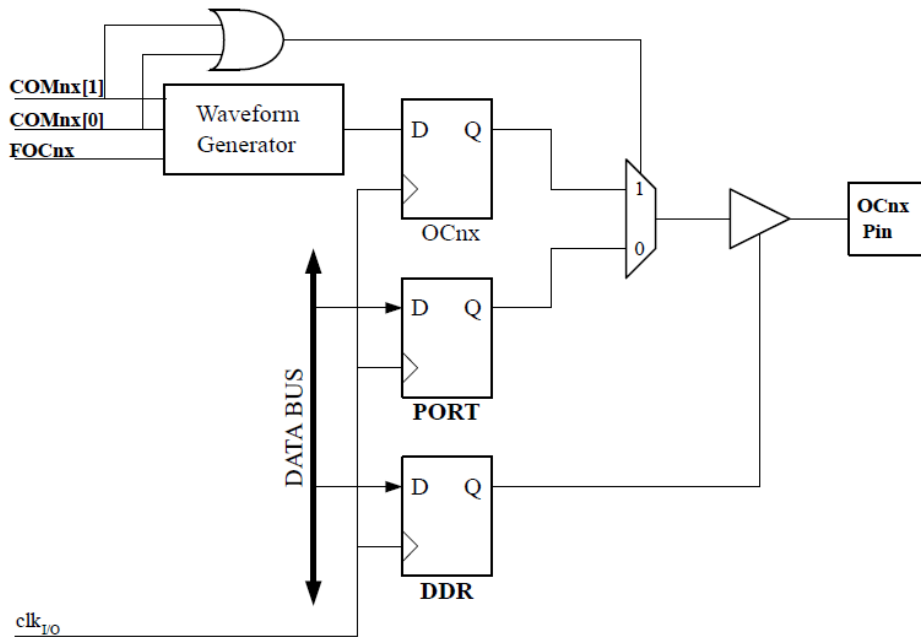 COMnx[1]
COMnx[0]
FOCnx
Waveform
Generator
D Q
OCnx
1
0
OCnx
Pin
D Q
PORT
DATA BUS
D Q
DDR
clkI/O